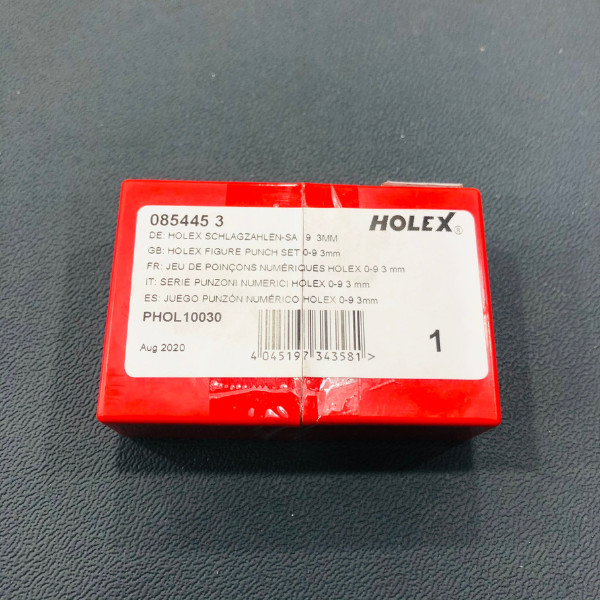 085445 3
HOLEX®
DE: HOLEX SCHLAGZAHLEN-SA 9 3MM
GB: HOLEX FIGURE PUNCH SET 0-9 3mm
FR: JEU DE POINÇONS NUMÉRIQUES HOLEX 0-9 3 mm
IT: SERIE PUNZONI NUMERICI HOLEX 0-9 3 mm
ES: JUEGO PUNZÓN NUMÉRICO HOLEX 0-9 3mm
PHOL10030
Aug 2020
4 045197 343581 >
1